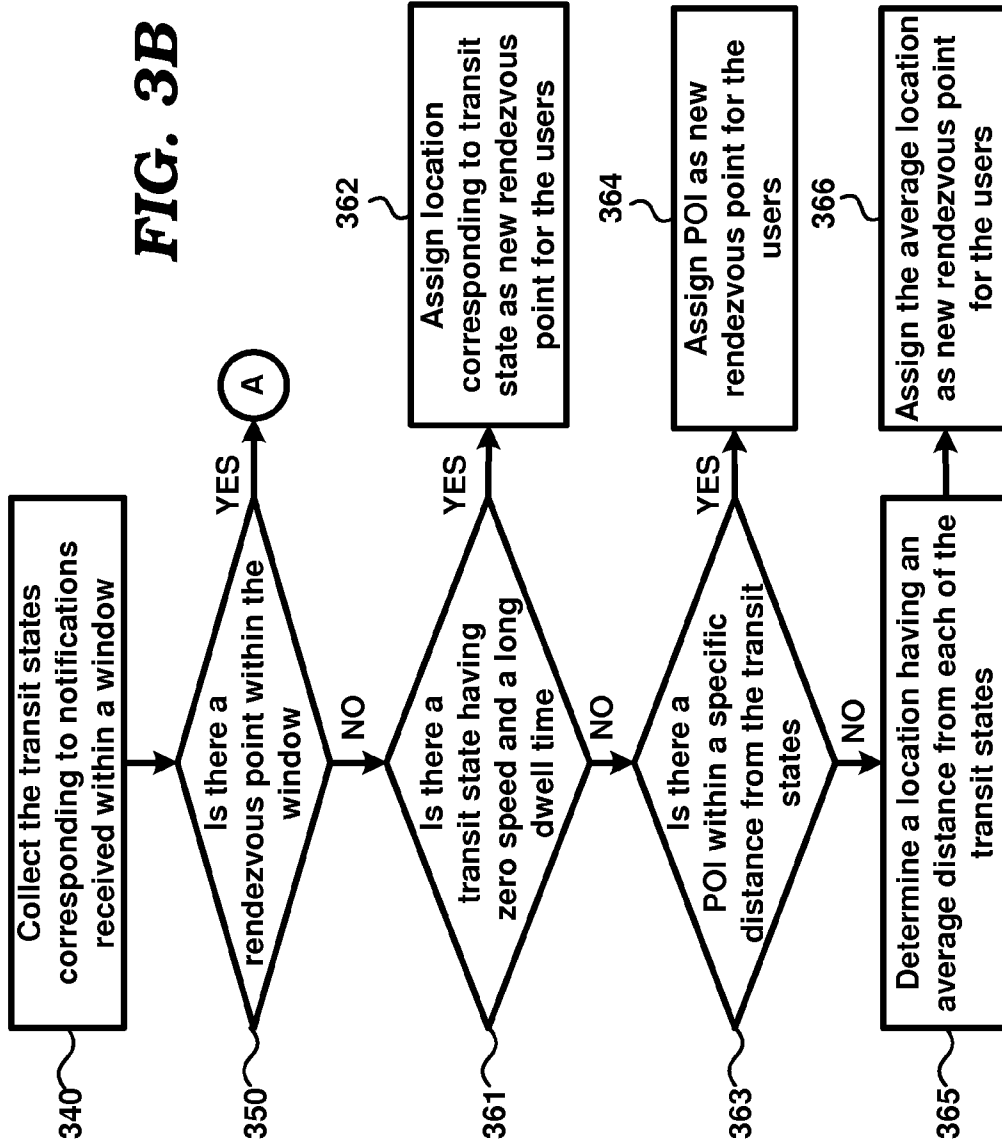 FIG. 3B
340
Collect the transit states
corresponding to notifications
received within a window
350
Is there a
rendezvous point within the
window
YES
A
NO
361
Is there a
transit state having
zero speed and a long
dwell time
YES
362
Assign location
corresponding to transit
state as new rendezvous
point for the users
NO
363
Is there a
POI within a specific
distance from the transit
states
YES
364
Assign POI as new
rendezvous point for the
users
NO
365
Determine a location having an
average distance from each of the
transit states
366
Assign the average location
as new rendezvous point
for the users